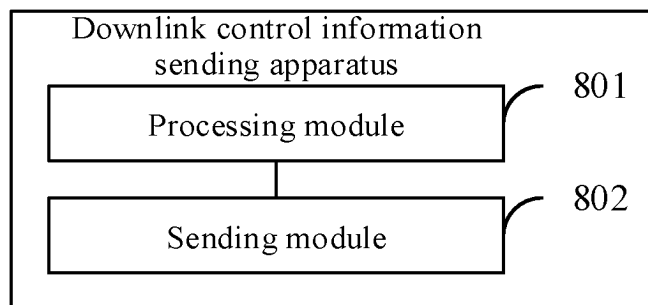 Downlink control information
sending apparatus
801
Processing module
802
Sending module